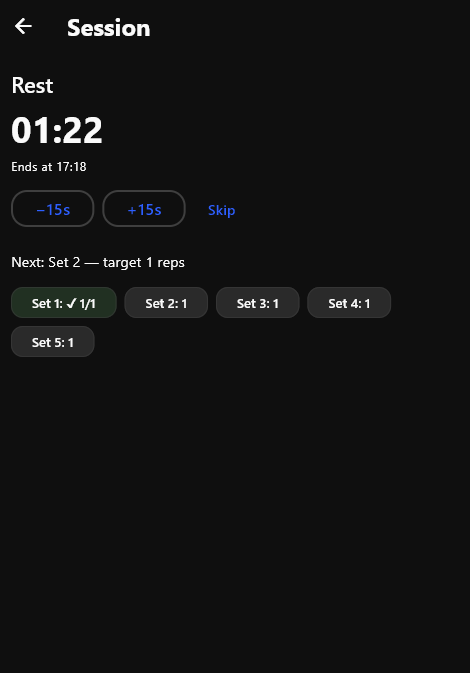 Session
Rest
01:22
Ends at 17:18
−15s +15s Skip
Next: Set 2 — target 1 reps
Set 1: ✓ 1/1 Set 2: 1 Set 3: 1 Set 4: 1
Set 5: 1